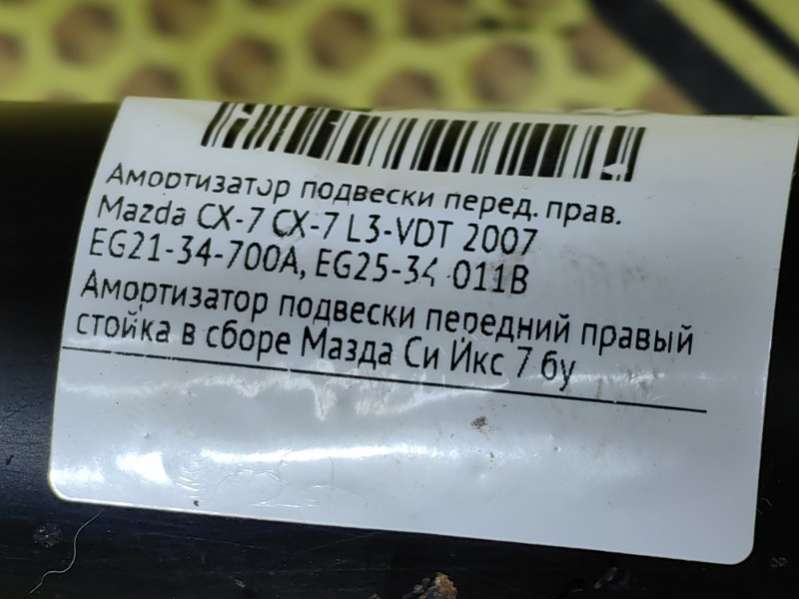 Амортизатор подвески перед. прав.
Mazda CX-7 CX-7 L3-VDT 2007
EG21-34-700A, EG25-34-011B
Амортизатор подвески передний правый
стойка в сборе Мазда Си Икс 7 бу